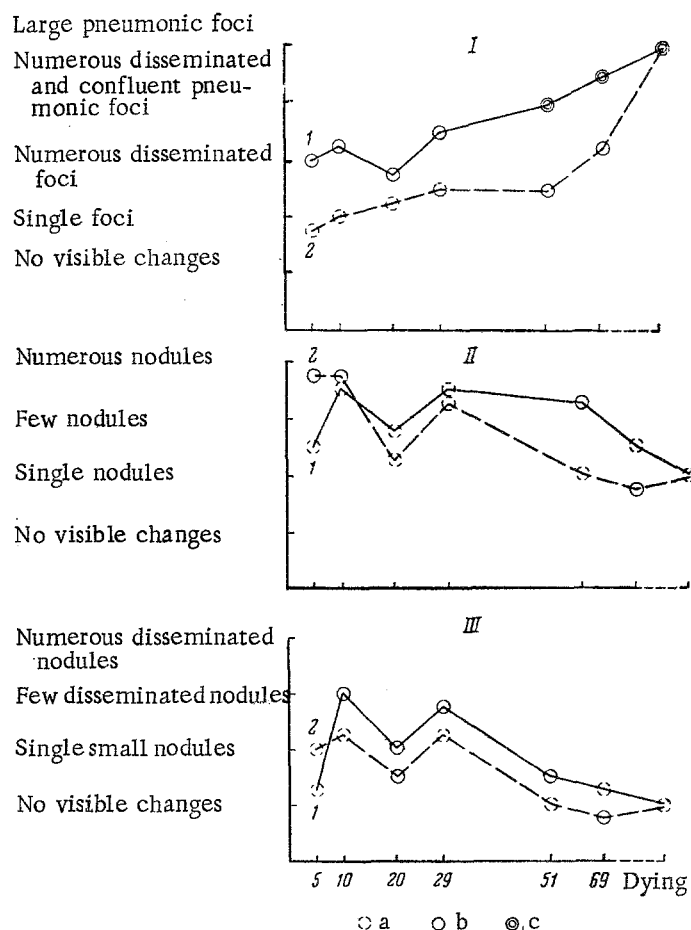 Large pneumonic foci
I
Numerous disseminated
and confluent pneu-
monic foci
1
Numerous disseminated
foci
Single foci
2
No visible changes
Numerous nodules
2
II
Few nodules
1
Single nodules
No visible changes
III
Numerous disseminated
nodules
Few disseminated nodules
2
Single small nodules
No visible changes
1
5 10 20 29 51 69 Dying
a b c